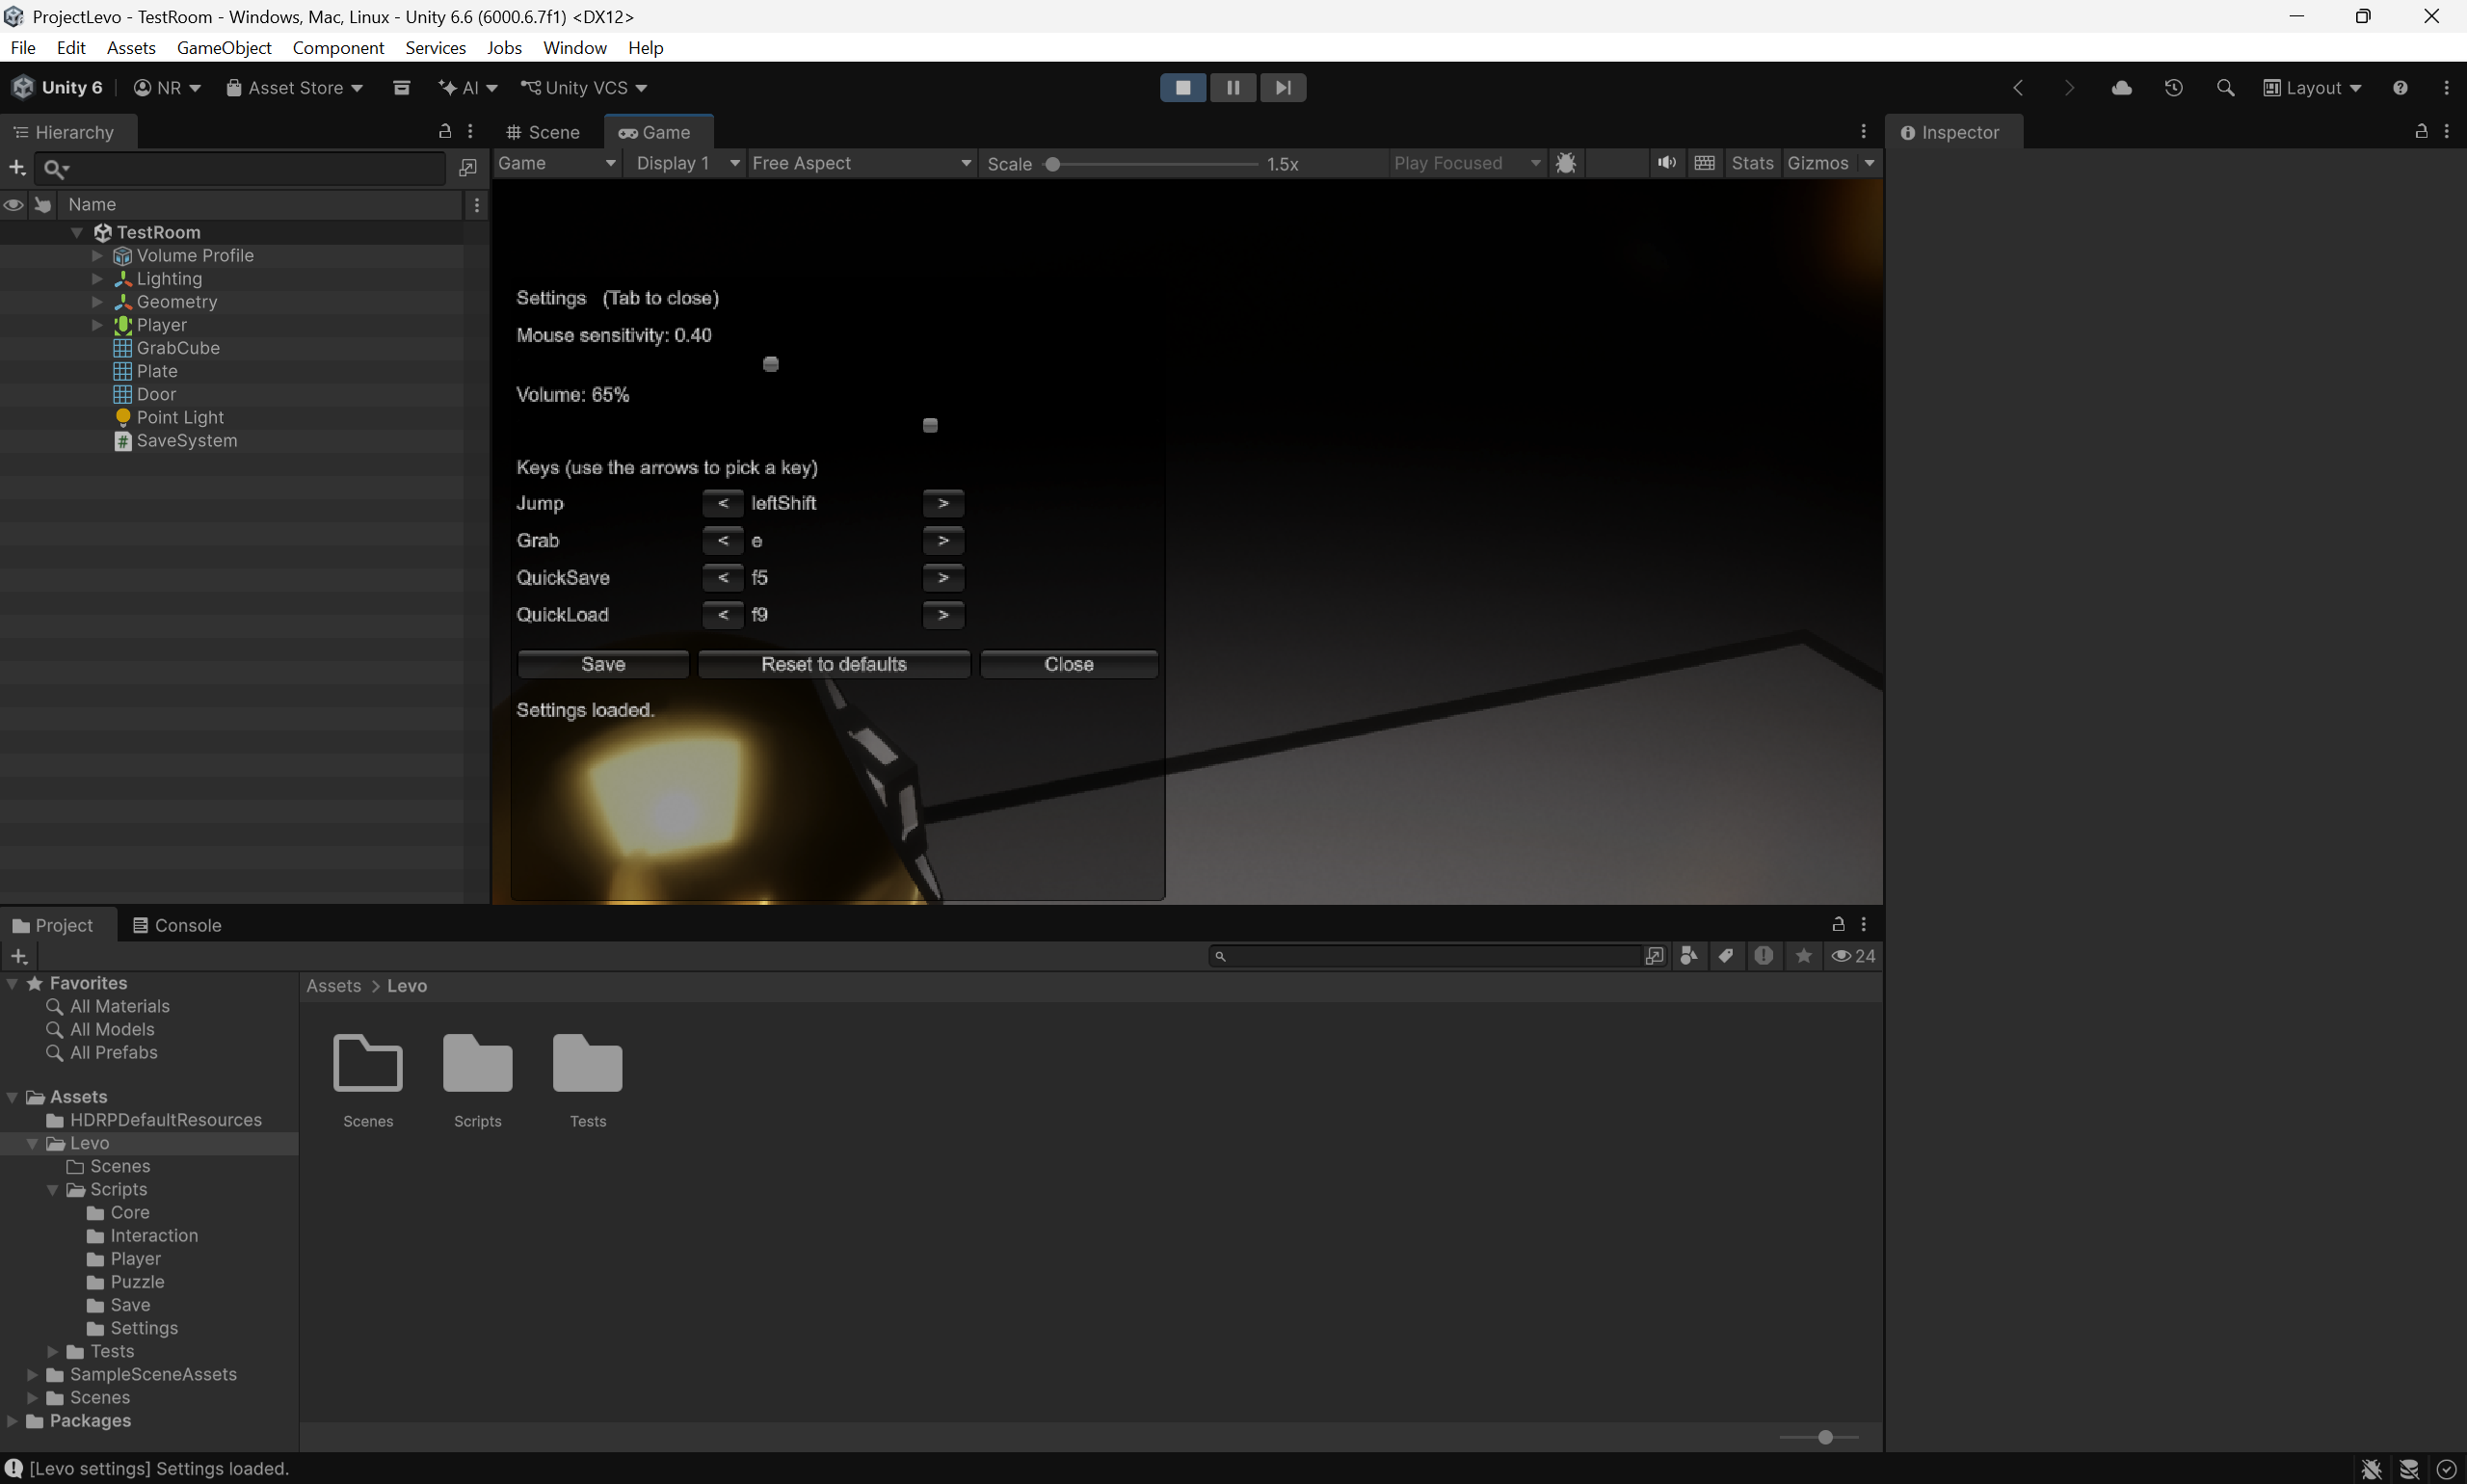 ProjectLevo - TestRoom - Windows, Mac, Linux - Unity 6.6 (6000.6.7f1) <DX12>
File Edit Assets GameObject Component Services Jobs Window Help
Unity 6 NR Asset Store AI Unity VCS Layout
Hierarchy
Scene Game
Inspector
Game Display 1 Free Aspect Scale 1.5x Play Focused Stats Gizmos
Name
TestRoom
Volume Profile
Lighting
Geometry
Player
GrabCube
Plate
Door
Point Light
SaveSystem
Settings (Tab to close)
Mouse sensitivity: 0.40
Volume: 65%
Keys (use the arrows to pick a key)
Jump < leftShift >
Grab < e >
QuickSave < f5 >
QuickLoad < f9 >
Save Reset to defaults Close
Settings loaded.
Project Console
24
Favorites
All Materials
All Models
All Prefabs
Assets
HDRPDefaultResources
Levo
Scenes
Scripts
Core
Interaction
Player
Puzzle
Save
Settings
Tests
SampleSceneAssets
Scenes
Packages
Assets > Levo
Scenes Scripts Tests
[Levo settings] Settings loaded.